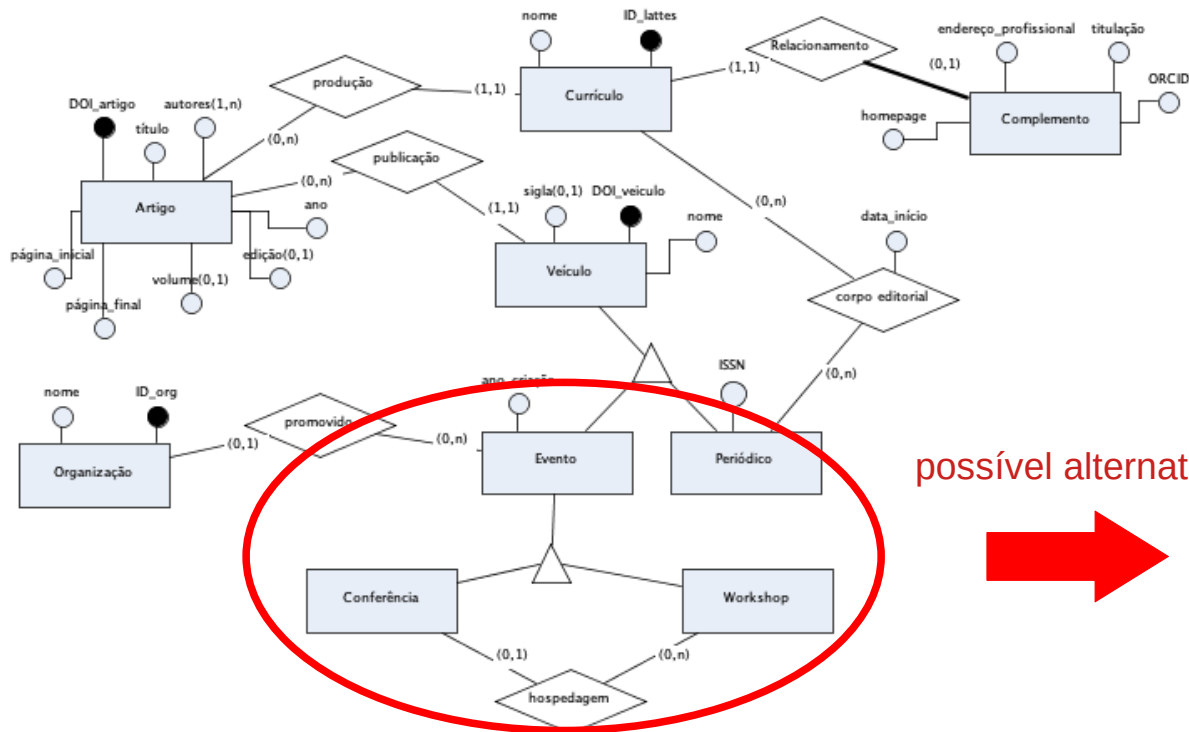 nome
ID_lattes
Relacionamento
endereço_profissional
titulação
(0,1)
(1,1)
ORCID
produção
(1,1)
Currículo
Complemento
homepage
DOI_artigo
autores(1,n)
título
(0,n)
publicação
(0,n)
Artigo
ano
(1,1)
sigla(0,1)
DOI_veiculo
nome
(0,n)
data_início
página_inicial
edição(0,1)
volume(0,1)
página_final
Veículo
corpo editorial
ISSN
(0,n)
nome
ID_org
promovido
ano_criação
(0,1)
(0,n)
Organização
Evento
Periódico
possível alternat
Conferência
Workshop
(0,1)
(0,n)
hospedagem